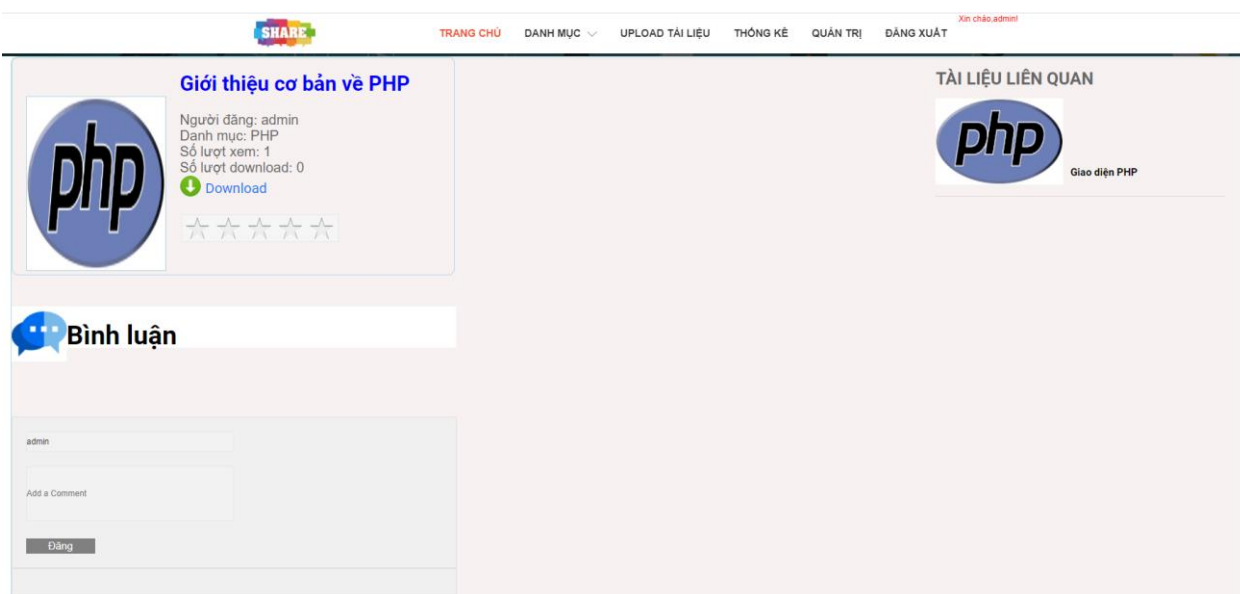 SHARE
TRANG CHỦ DANH MỤC UPLOAD TÀI LIỆU THỐNG KÊ QUẢN TRỊ ĐĂNG XUẤT
Xin chào,admin!
Giới thiệu cơ bản về PHP
php
Người đăng: admin
Danh mục: PHP
Số lượt xem: 1
Số lượt download: 0
Download
Bình luận
admin
Add a Comment
Đăng
TÀI LIỆU LIÊN QUAN
php
Giao diện PHP